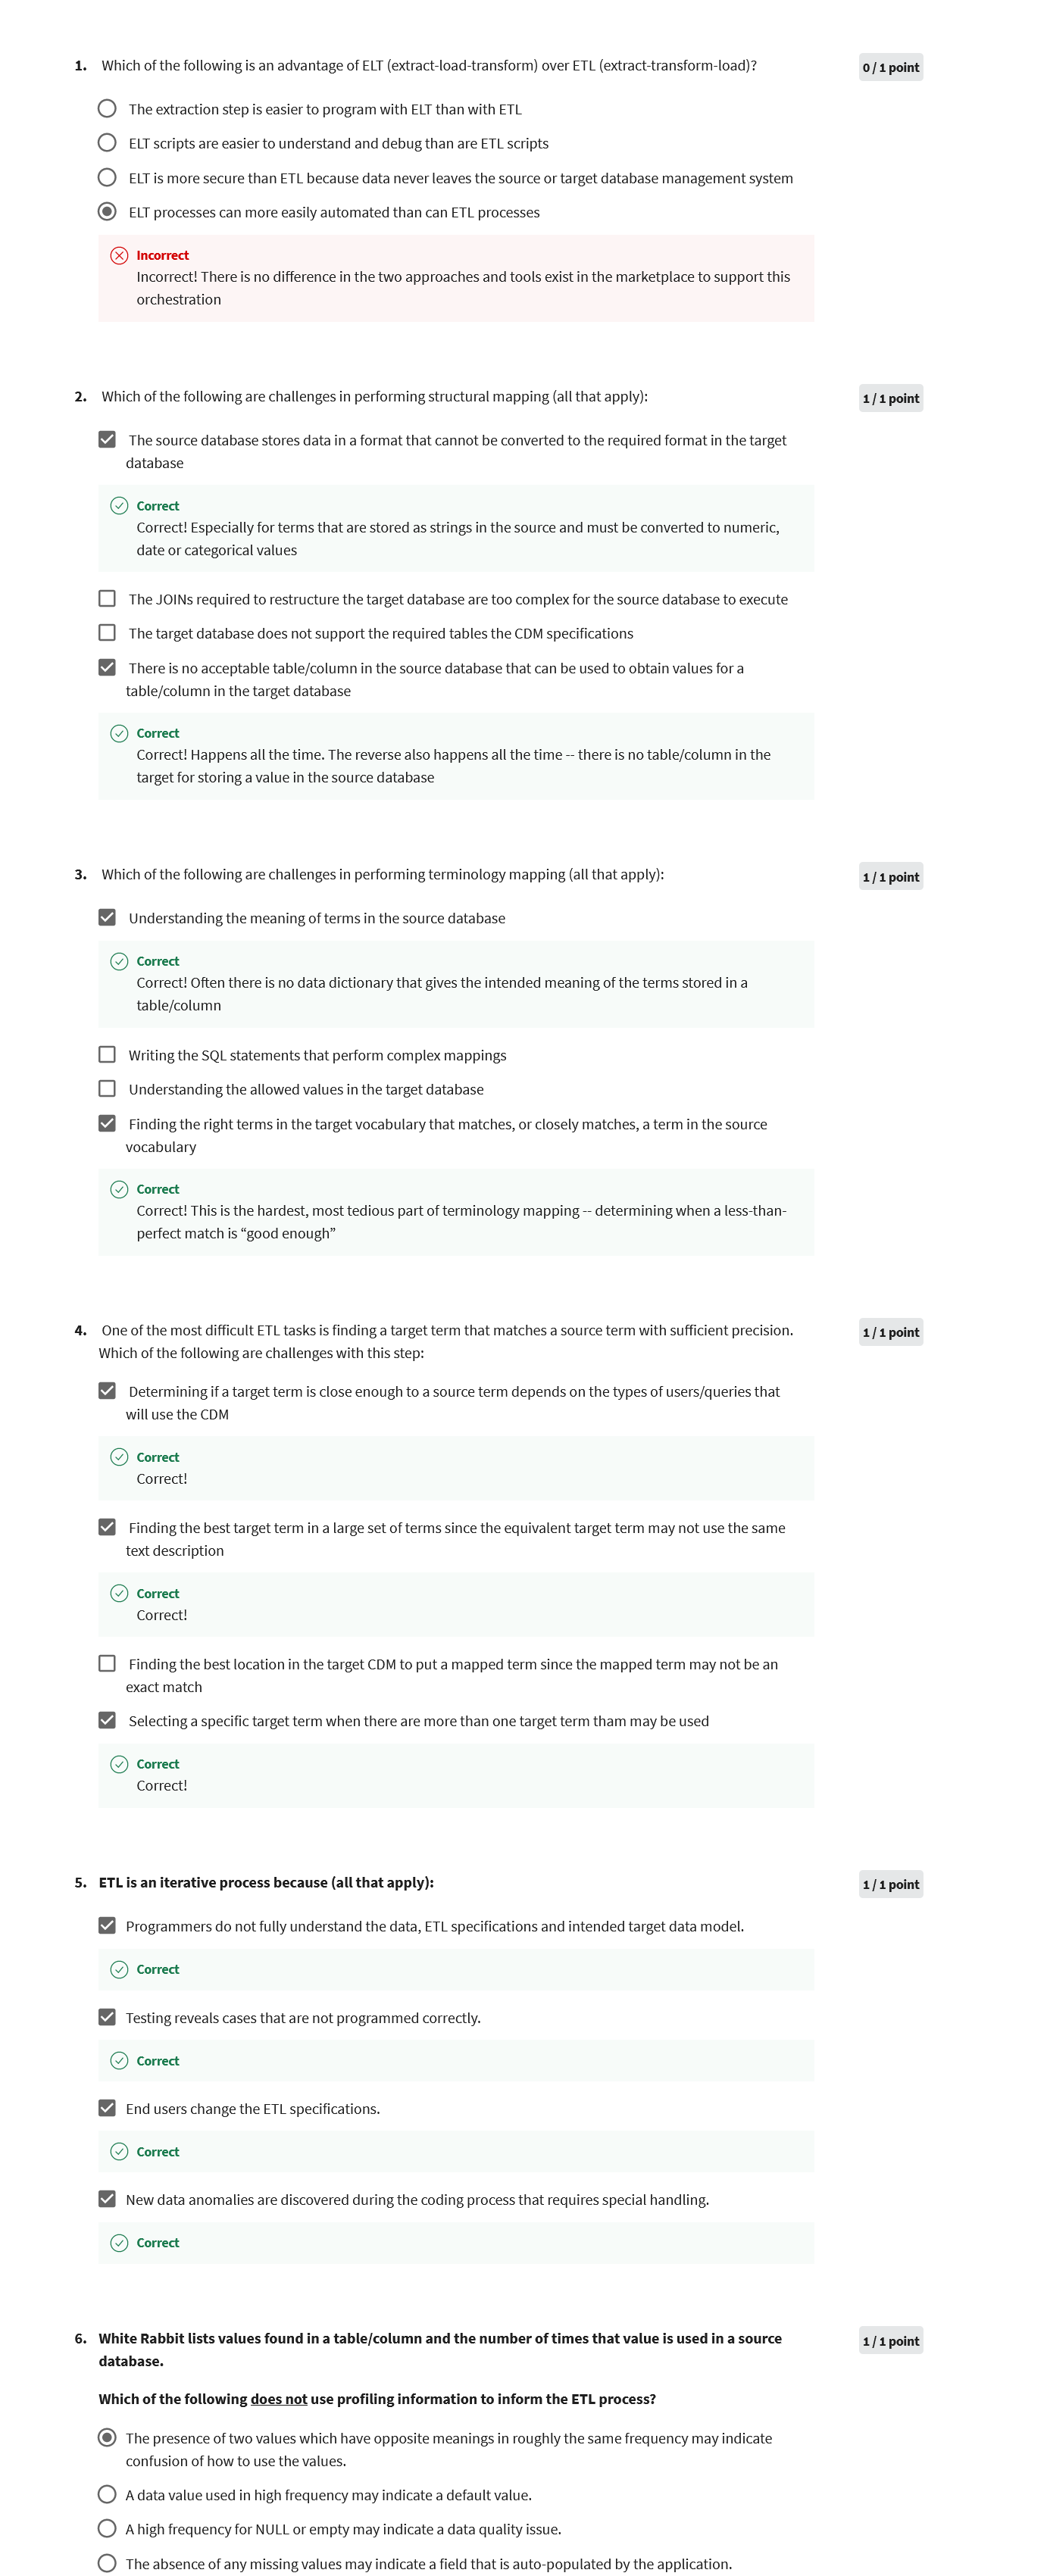 1. Which of the following is an advantage of ELT (extract-load-transform) over ETL (extract-transform-load)?
0 / 1 point
The extraction step is easier to program with ELT than with ETL
ELT scripts are easier to understand and debug than are ETL scripts
ELT is more secure than ETL because data never leaves the source or target database management system
ELT processes can more easily automated than can ETL processes
Incorrect
Incorrect! There is no difference in the two approaches and tools exist in the marketplace to support this
orchestration
2. Which of the following are challenges in performing structural mapping (all that apply):
1 / 1 point
The source database stores data in a format that cannot be converted to the required format in the target
database
Correct
Correct! Especially for terms that are stored as strings in the source and must be converted to numeric,
date or categorical values
The JOINs required to restructure the target database are too complex for the source database to execute
The target database does not support the required tables the CDM specifications
There is no acceptable table/column in the source database that can be used to obtain values for a
table/column in the target database
Correct
Correct! Happens all the time. The reverse also happens all the time -- there is no table/column in the
target for storing a value in the source database
3. Which of the following are challenges in performing terminology mapping (all that apply):
1 / 1 point
Understanding the meaning of terms in the source database
Correct
Correct! Often there is no data dictionary that gives the intended meaning of the terms stored in a
table/column
Writing the SQL statements that perform complex mappings
Understanding the allowed values in the target database
Finding the right terms in the target vocabulary that matches, or closely matches, a term in the source
vocabulary
Correct
Correct! This is the hardest, most tedious part of terminology mapping -- determining when a less-than-
perfect match is “good enough”
4. One of the most difficult ETL tasks is finding a target term that matches a source term with sufficient precision.
Which of the following are challenges with this step:
1 / 1 point
Determining if a target term is close enough to a source term depends on the types of users/queries that
will use the CDM
Correct
Correct!
Finding the best target term in a large set of terms since the equivalent target term may not use the same
text description
Correct
Correct!
Finding the best location in the target CDM to put a mapped term since the mapped term may not be an
exact match
Selecting a specific target term when there are more than one target term tham may be used
Correct
Correct!
5. ETL is an iterative process because (all that apply):
1 / 1 point
Programmers do not fully understand the data, ETL specifications and intended target data model.
Correct
Testing reveals cases that are not programmed correctly.
Correct
End users change the ETL specifications.
Correct
New data anomalies are discovered during the coding process that requires special handling.
Correct
6. White Rabbit lists values found in a table/column and the number of times that value is used in a source
database.
1 / 1 point
Which of the following does not use profiling information to inform the ETL process?
The presence of two values which have opposite meanings in roughly the same frequency may indicate
confusion of how to use the values.
A data value used in high frequency may indicate a default value.
A high frequency for NULL or empty may indicate a data quality issue.
The absence of any missing values may indicate a field that is auto-populated by the application.